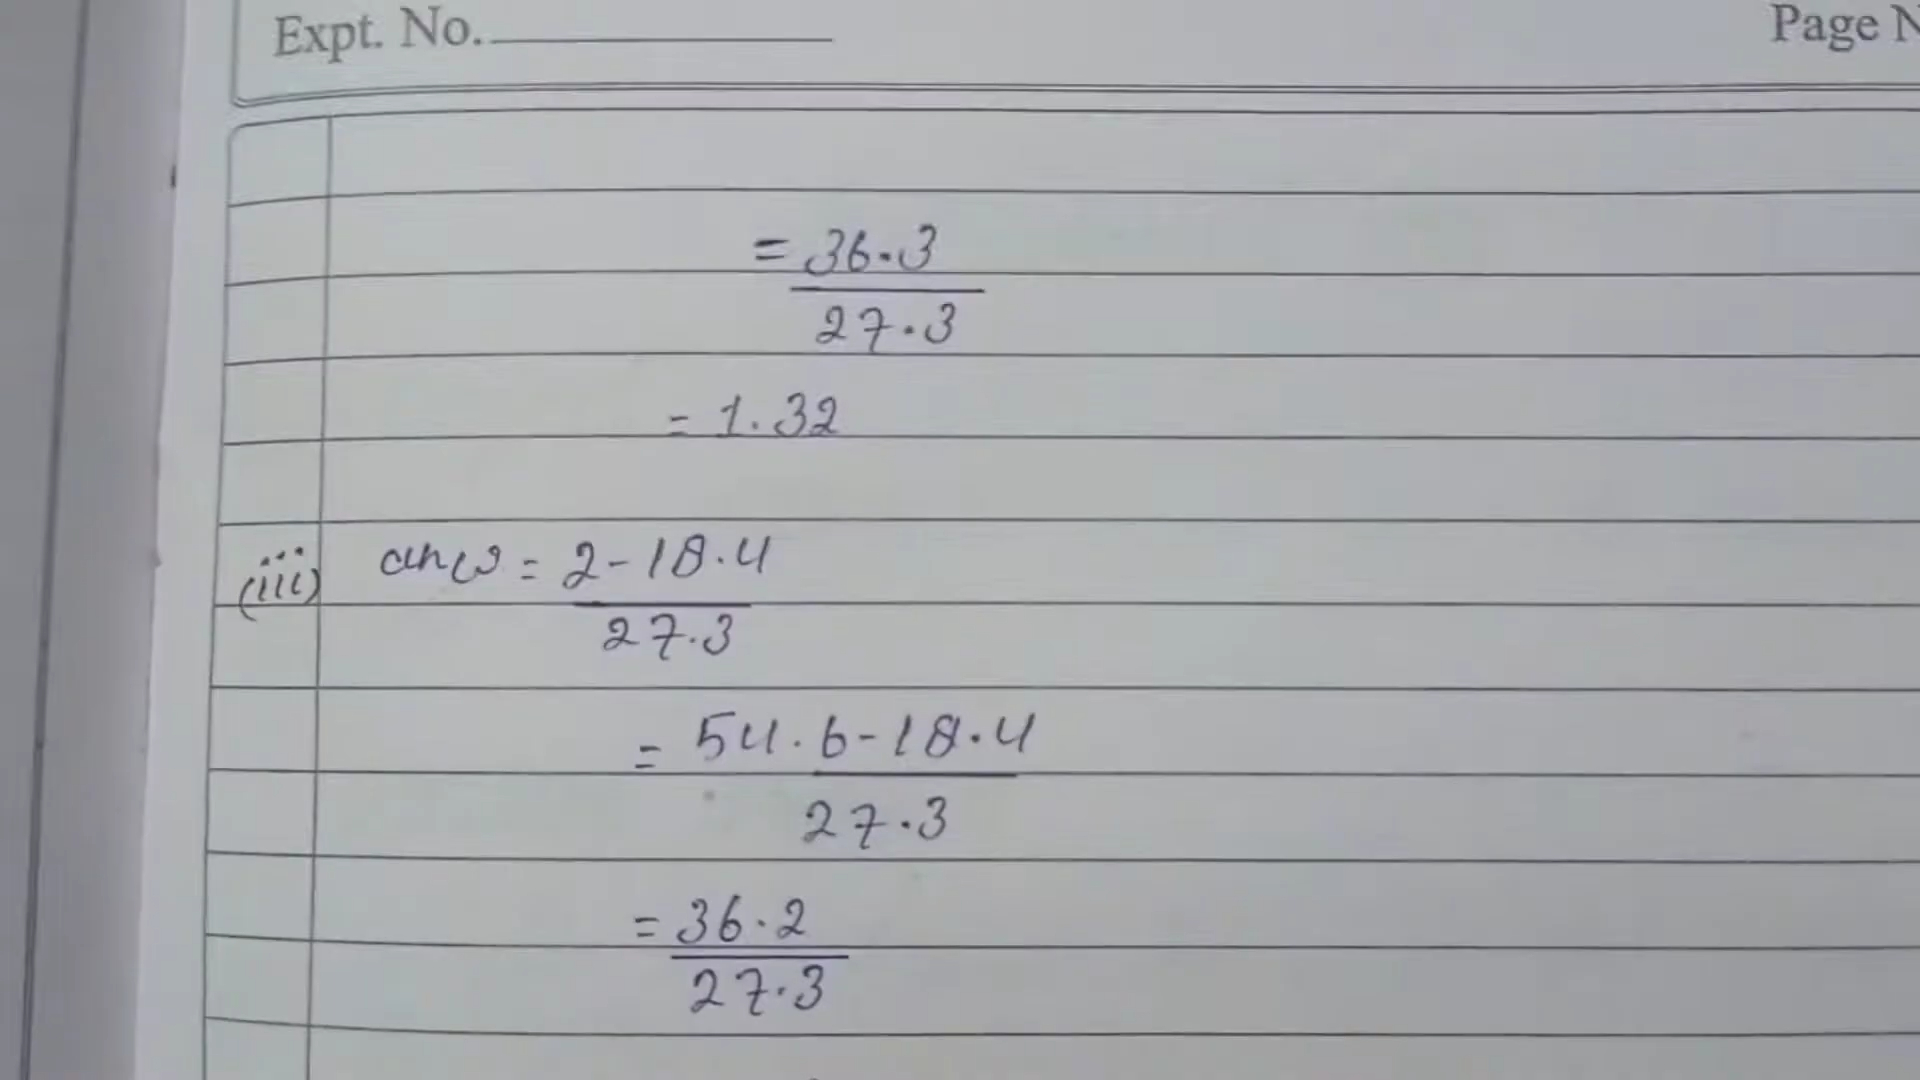 Expt. No.
Page N
= 36.3
27.3
= 1.32
(iii) anw = 2-18.4
27.3
= 54.6-18.4
27.3
= 36.2
27.3